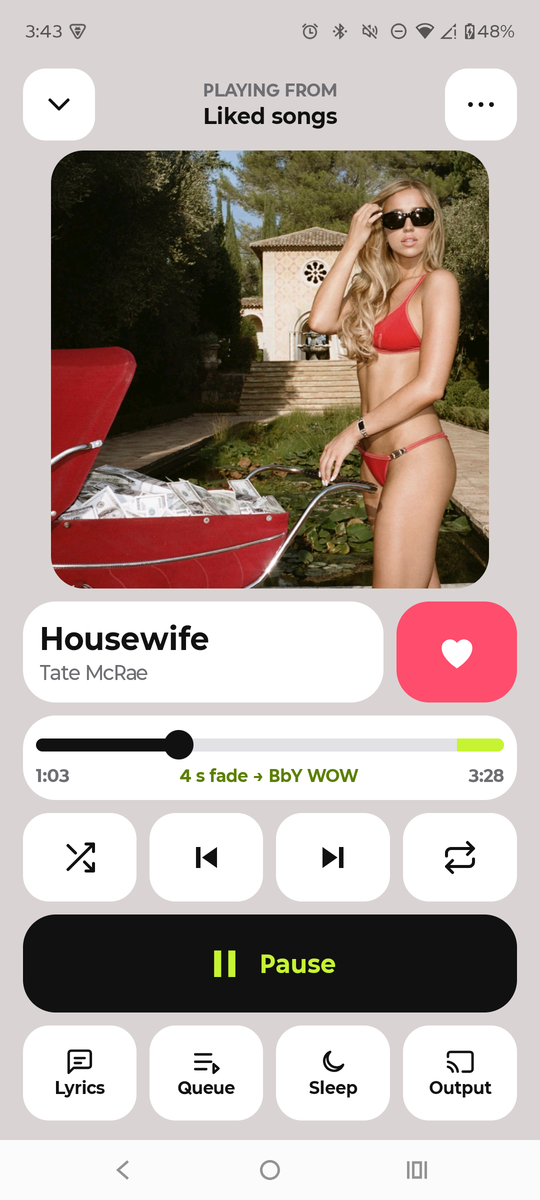 3:43
48%
PLAYING FROM
Liked songs
Housewife
Tate McRae
1:03
4 s fade → BbY WOW
3:28
Pause
Lyrics
Queue
Sleep
Output